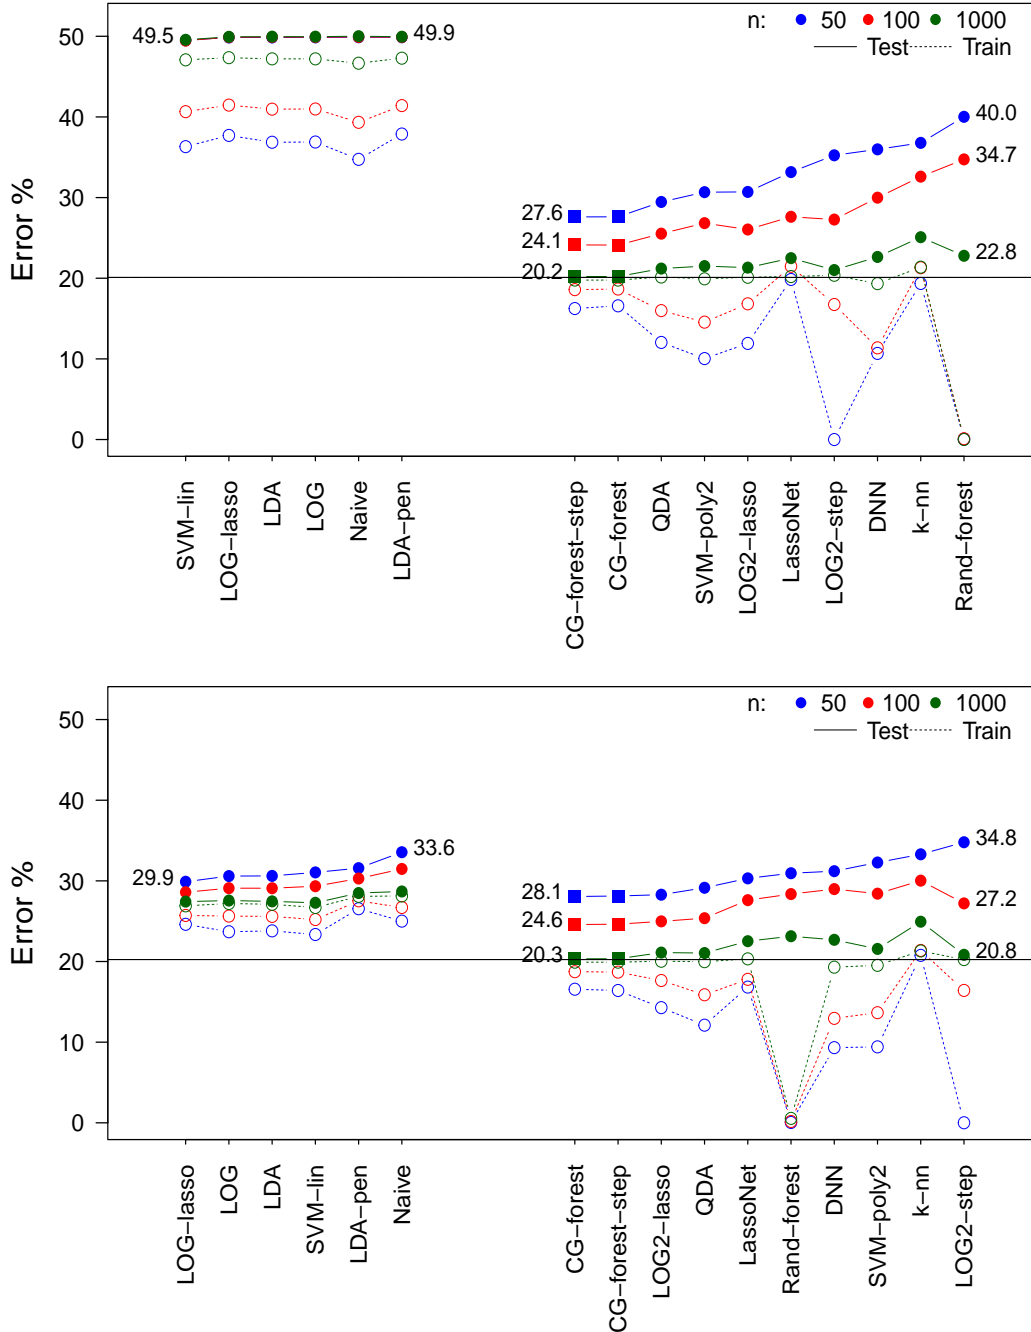 n: 50 100 1000
Test Train
Error %
50
40
30
20
10
0
49.5
49.9
27.6
24.1
20.2
40.0
34.7
22.8
SVM−lin
LOG−lasso
LDA
LOG
Naive
LDA−pen
CG−forest−step
CG−forest
QDA
SVM−poly2
LOG2−lasso
LassoNet
LOG2−step
DNN
k−nn
Rand−forest
n: 50 100 1000
Test Train
Error %
50
40
30
20
10
0
29.9
33.6
28.1
24.6
20.3
34.8
27.2
20.8
LOG−lasso
LOG
LDA
SVM−lin
LDA−pen
Naive
CG−forest
CG−forest−step
LOG2−lasso
QDA
LassoNet
Rand−forest
DNN
SVM−poly2
k−nn
LOG2−step